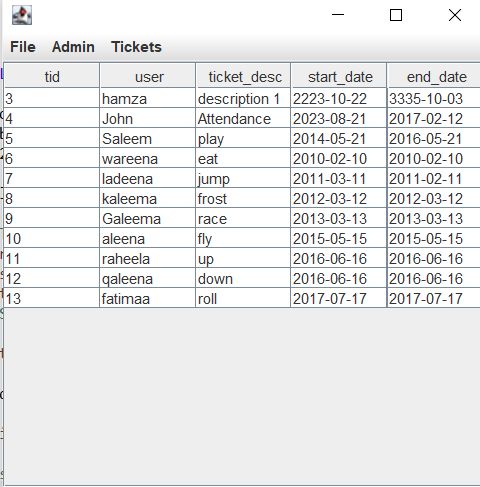 File Admin Tickets
tid user ticket_desc start_date end_date
3 hamza description 1 2223-10-22 3335-10-03
4 John Attendance 2023-08-21 2017-02-12
5 Saleem play 2014-05-21 2016-05-21
6 wareena eat 2010-02-10 2010-02-10
7 ladeena jump 2011-03-11 2011-02-11
8 kaleema frost 2012-03-12 2012-03-12
9 Galeema race 2013-03-13 2013-03-13
10 aleena fly 2015-05-15 2015-05-15
11 raheela up 2016-06-16 2016-06-16
12 qaleena down 2016-06-16 2016-06-16
13 fatimaa roll 2017-07-17 2017-07-17